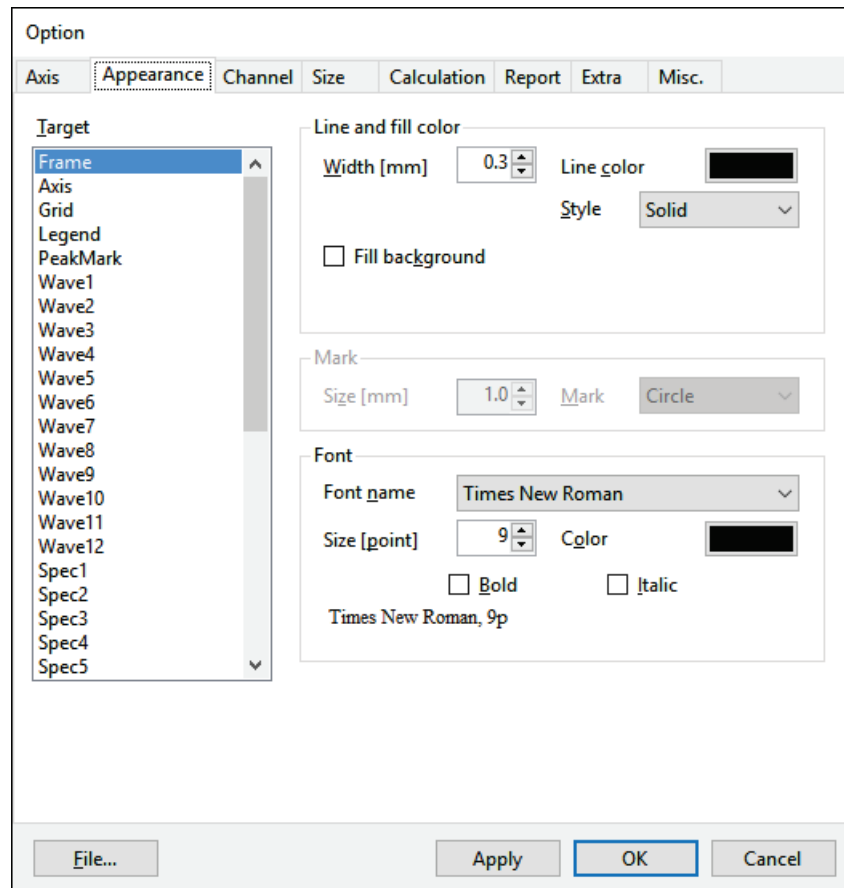 Option
Axis Appearance Channel Size Calculation Report Extra Misc.
Target
Frame
Axis
Grid
Legend
PeakMark
Wave1
Wave2
Wave3
Wave4
Wave5
Wave6
Wave7
Wave8
Wave9
Wave10
Wave11
Wave12
Spec1
Spec2
Spec3
Spec4
Spec5
Line and fill color
Width [mm] 0.3 Line color
Style Solid
Fill background
Mark
Size [mm] 1.0 Mark Circle
Font
Font name Times New Roman
Size [point] 9 Color
Bold Italic
Times New Roman, 9p
File... Apply OK Cancel